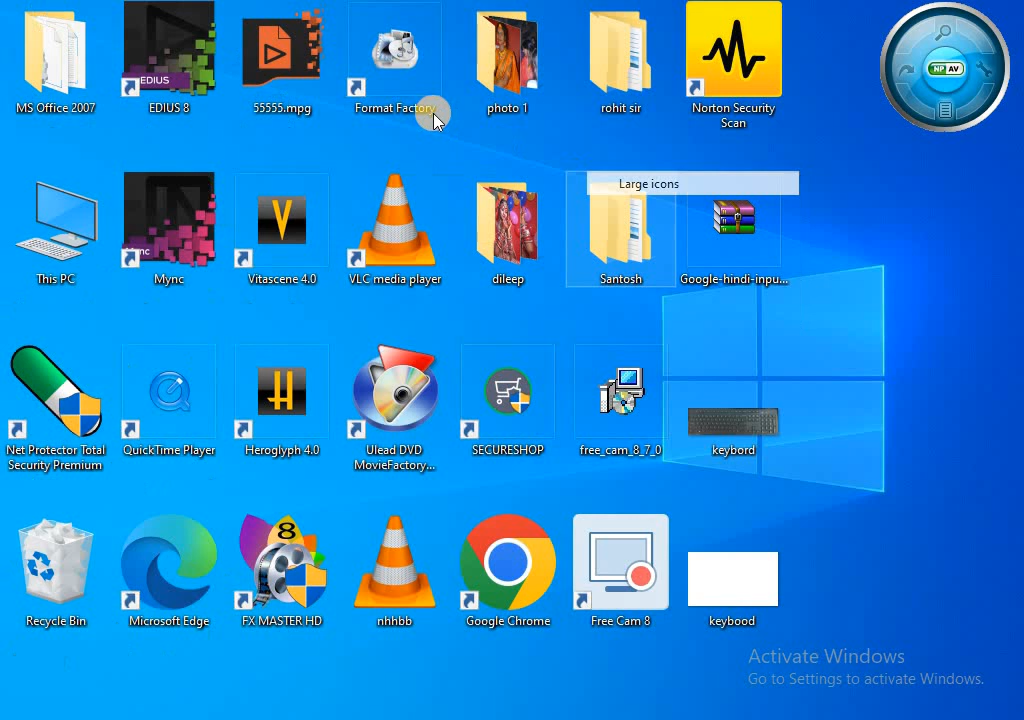 MS Office 2007
EDIUS
EDIUS 8
55555.mpg
Format Factory
photo 1
rohit sir
Norton Security
Scan
NP AV
This PC
Mync
Vitascene 4.0
VLC media player
dileep
Large icons
Santosh
Google-hindi-inpu...
Net Protector Total
Security Premium
QuickTime Player
Heroglyph 4.0
Ulead DVD
MovieFactory...
SECURESHOP
free_cam_8_7_0
keybord
Recycle Bin
Microsoft Edge
8
FX MASTER HD
nhhbb
Google Chrome
Free Cam 8
keybood
Activate Windows
Go to Settings to activate Windows.